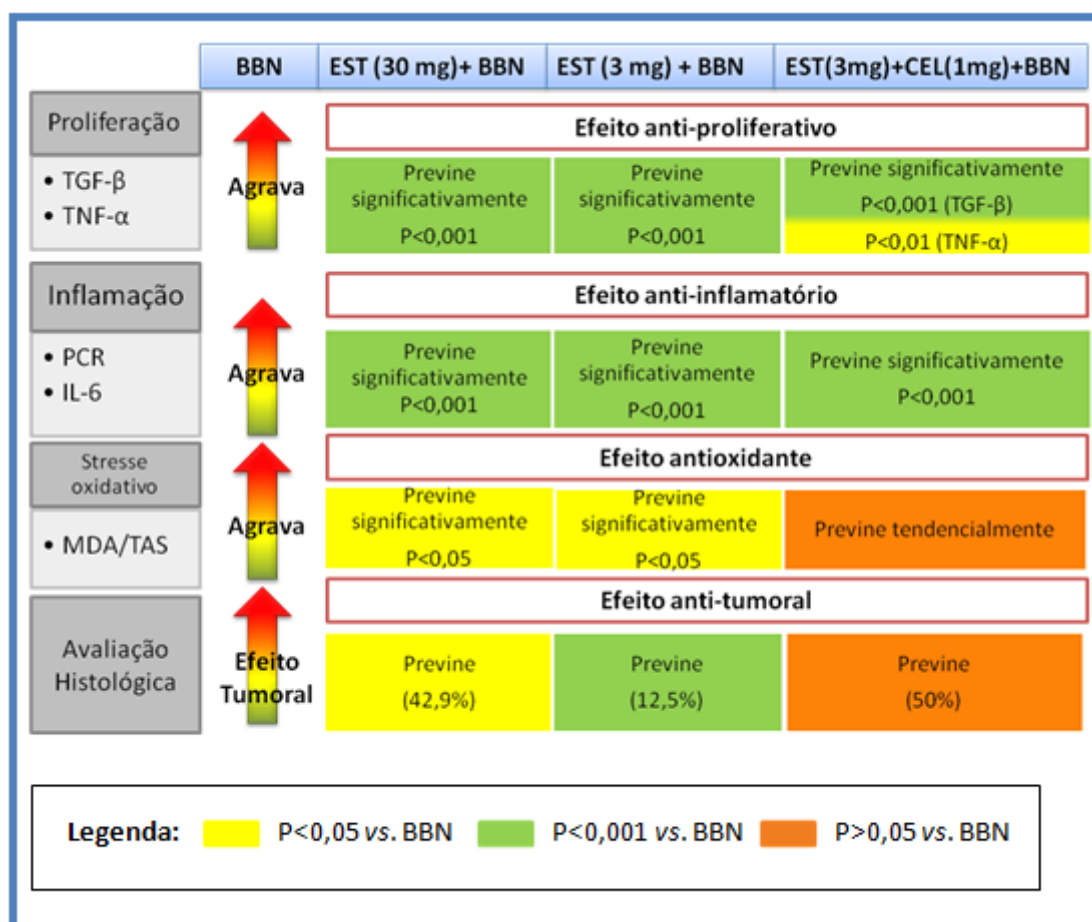 BBN
EST (30 mg)+ BBN
EST (3 mg) + BBN
EST(3mg)+CEL(1mg)+BBN
Proliferação
• TGF-β
• TNF-α
Agrava
Efeito anti-proliferativo
Previne
significativamente
P<0,001
Previne
significativamente
P<0,001
Previne significativamente
P<0,001 (TGF-β)
P<0,01 (TNF-α)
Inflamação
• PCR
• IL-6
Agrava
Efeito anti-inflamatório
Previne
significativamente
P<0,001
Previne
significativamente
P<0,001
Previne significativamente
P<0,001
Stresse
oxidativo
• MDA/TAS
Agrava
Efeito antioxidante
Previne
significativamente
P<0,05
Previne
significativamente
P<0,05
Previne tendencialmente
Avaliação
Histológica
Efeito
Tumoral
Efeito anti-tumoral
Previne
(42,9%)
Previne
(12,5%)
Previne
(50%)
Legenda: P<0,05 vs. BBN P<0,001 vs. BBN P>0,05 vs. BBN